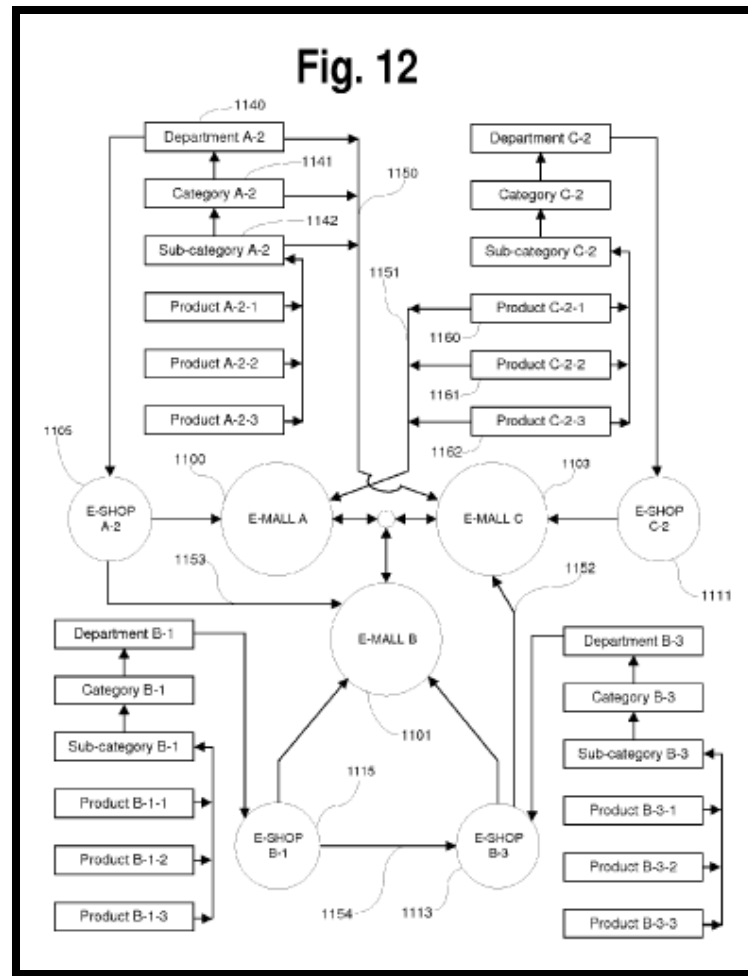 Fig. 12
1140
Department A-2
Department C-2
1141
1150
Category A-2
Category C-2
1142
Sub-category A-2
Sub-category C-2
1151
Product A-2-1
Product C-2-1
1160
Product A-2-2
Product C-2-2
1161
Product A-2-3
Product C-2-3
1105
1100
1162
1103
E-SHOP
A-2
E-MALL A
E-MALL C
E-SHOP
C-2
1153
1152
1111
Department B-1
E-MALL B
Department B-3
Category B-1
Category B-3
1101
Sub-category B-1
Sub-category B-3
1115
Product B-1-1
Product B-3-1
E-SHOP
B-1
E-SHOP
B-3
Product B-1-2
Product B-3-2
1154
1113
Product B-1-3
Product B-3-3